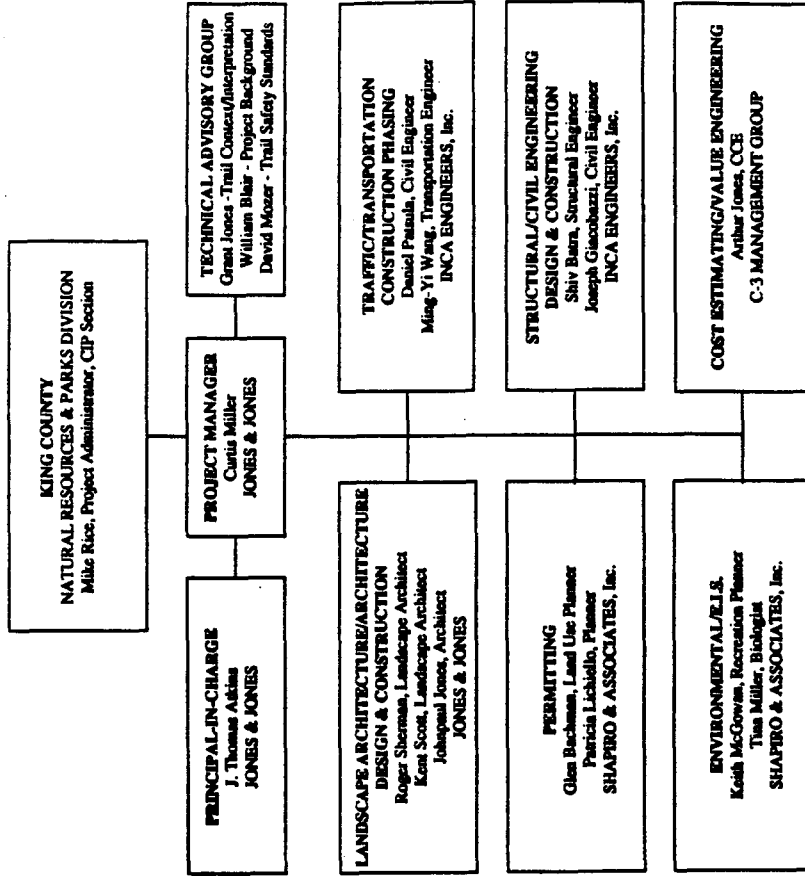 KING COUNTY
NATURAL RESOURCES & PARKS DIVISION
Mike Rice, Project Administrator, CIP Section
PRINCIPAL-IN-CHARGE
J. Thomas Atkins
JONES & JONES
PROJECT MANAGER
Curtis Miller
JONES & JONES
TECHNICAL ADVISORY GROUP
Grant Jones -Trail Context/Interpretation
William Blair - Project Background
David Mozer - Trail Safety Standards
LANDSCAPE ARCHITECTURE/ARCHITECTURE
DESIGN & CONSTRUCTION
Roger Sherman, Landscape Architect
Kent Scott, Landscape Architect
Johnpaul Jones, Architect
JONES & JONES
TRAFFIC/TRANSPORTATION
CONSTRUCTION PHASING
Daniel Patsula, Civil Engineer
Ming-Yi Wang, Transportation Engineer
INCA ENGINEERS, Inc.
PERMITTING
Glen Bachman, Land Use Planner
Patricia Lichiello, Planner
SHAPIRO & ASSOCIATES, Inc.
STRUCTURAL/CIVIL ENGINEERING
DESIGN & CONSTRUCTION
Shiv Batra, Structural Engineer
Joseph Giacobazzi, Civil Engineer
INCA ENGINEERS, Inc.
ENVIRONMENTAL/E.I.S.
Keith McGowan, Recreation Planner
Tina Miller, Biologist
SHAPIRO & ASSOCIATES, Inc.
COST ESTIMATING/VALUE ENGINEERING
Arthur Jones, CCE
C-3 MANAGEMENT GROUP